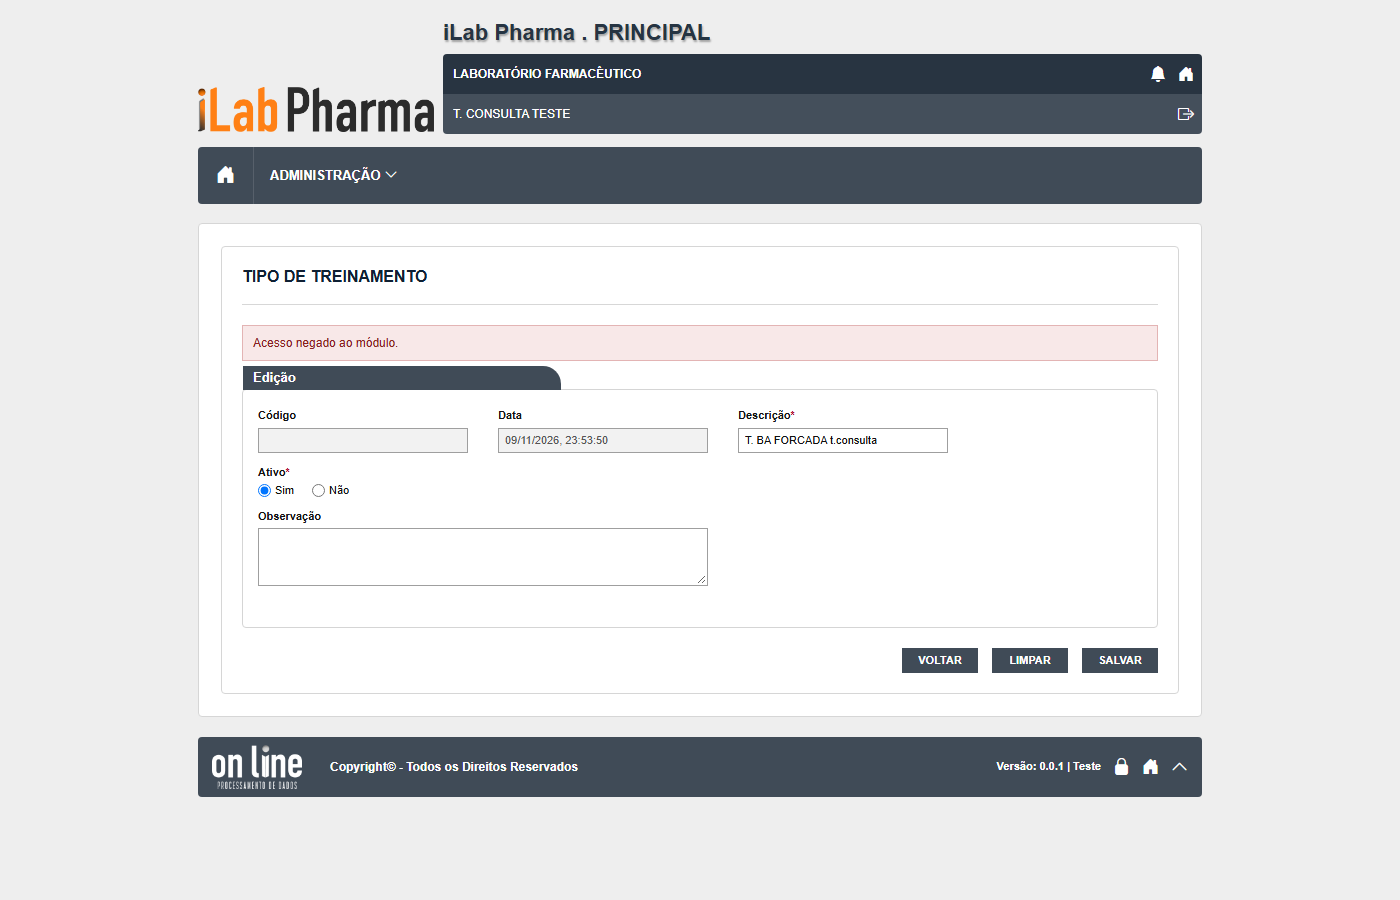 iLab Pharma . PRINCIPAL
LABORATÓRIO FARMACÊUTICO
iLab Pharma
T. CONSULTA TESTE
ADMINISTRAÇÃO
TIPO DE TREINAMENTO
Acesso negado ao módulo.
Edição
Código Data Descrição*
09/11/2026, 23:53:50 T. BA FORCADA t.consulta
Ativo*
Sim Não
Observação
VOLTAR LIMPAR SALVAR
on line
PROCESSAMENTO DE DADOS
Copyright© - Todos os Direitos Reservados
Versão: 0.0.1 | Teste